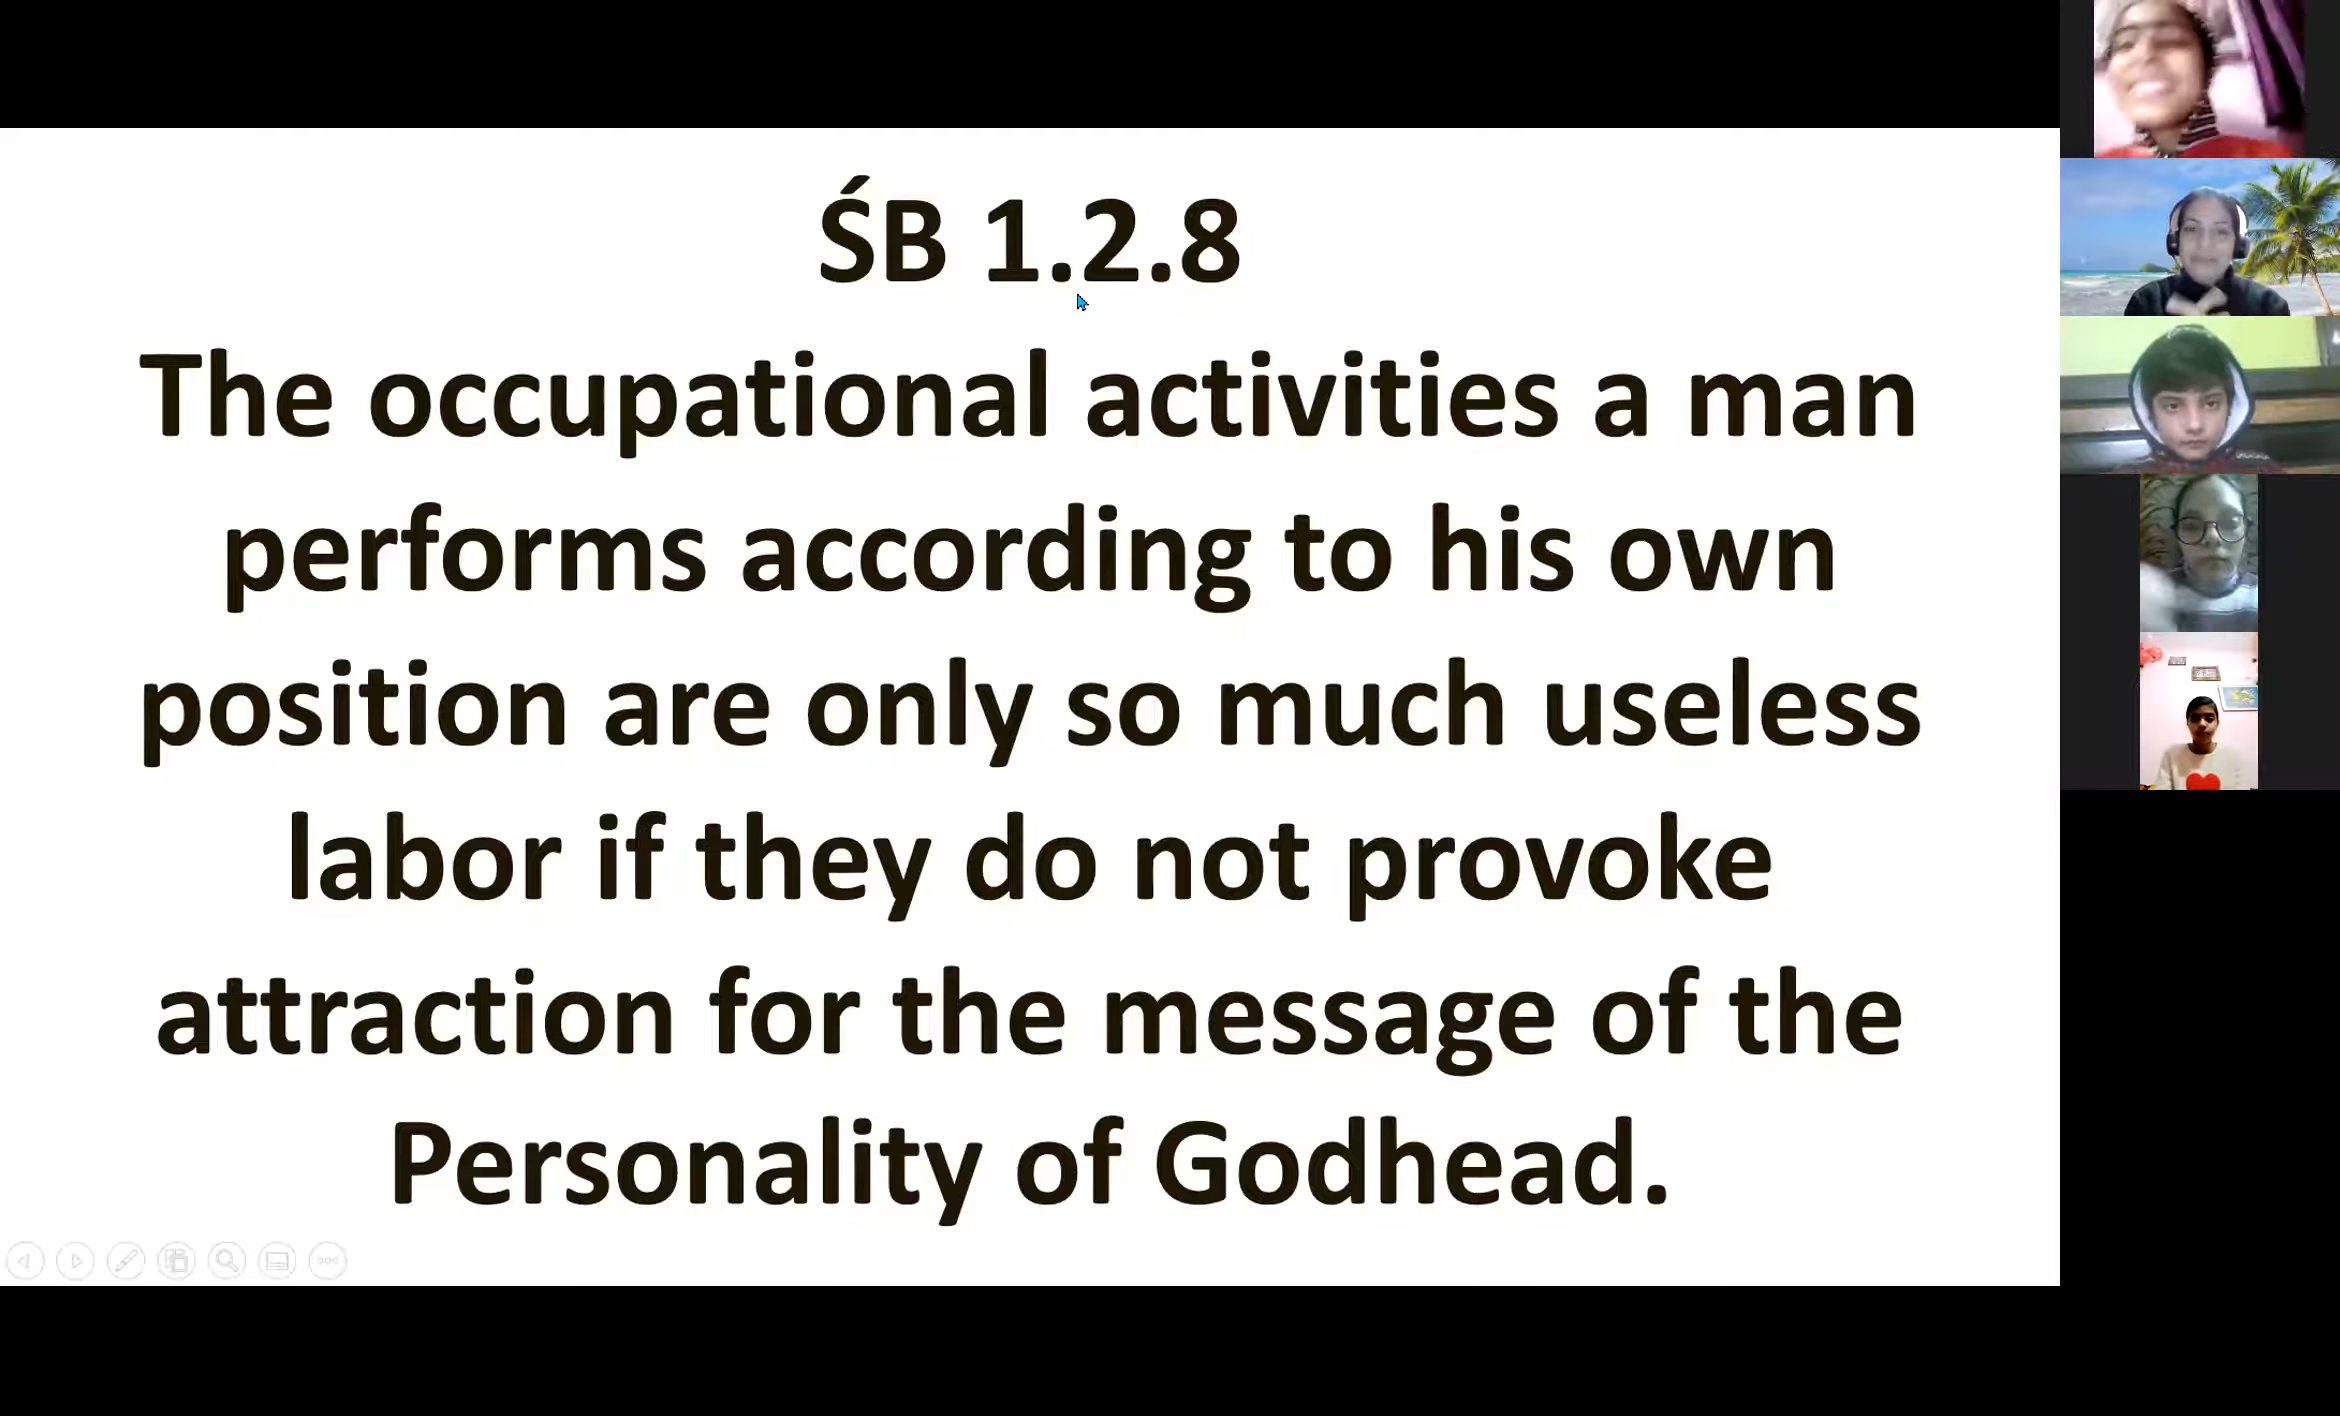 ŚB 1.2.8
The occupational activities a man
performs according to his own
position are only so much useless
labor if they do not provoke
attraction for the message of the
Personality of Godhead.